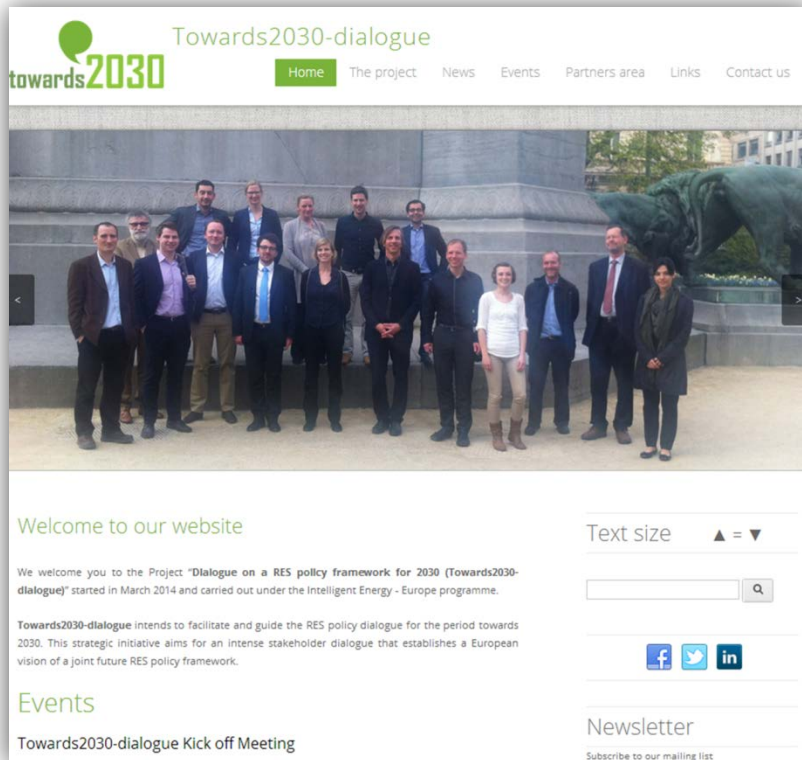 towards2030
Towards2030-dialogue
Home The project News Events Partners area Links Contact us
<
>
Welcome to our website
We welcome you to the Project "Dialogue on a RES policy framework for 2030 (Towards2030-
dialogue)" started in March 2014 and carried out under the Intelligent Energy - Europe programme.
Towards2030-dialogue intends to facilitate and guide the RES policy dialogue for the period towards
2030. This strategic initiative aims for an intense stakeholder dialogue that establishes a European
vision of a joint future RES policy framework.
Events
Towards2030-dialogue Kick off Meeting
Text size ▲ = ▼
f
in
Newsletter
Subscribe to our mailing list